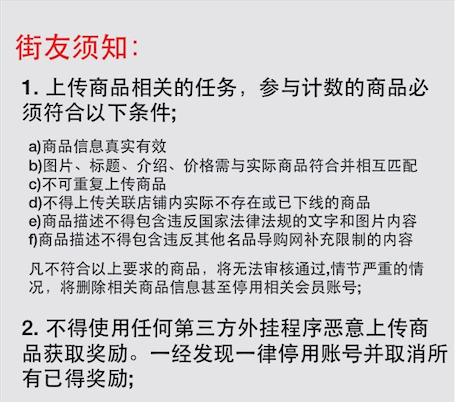 街友须知：
1. 上传商品相关的任务，参与计数的商品必
须符合以下条件;
a)商品信息真实有效
b)图片、标题、介绍、价格需与实际商品符合并相互匹配
c)不可重复上传商品
d)不得上传关联店铺内实际不存在或已下线的商品
e)商品描述不得包含违反国家法律法规的文字和图片内容
f)商品描述不得包含违反其他名品导购网补充限制的内容
凡不符合以上要求的商品，将无法审核通过,情节严重的情
况，将删除相关商品信息甚至停用相关会员账号;
2. 不得使用任何第三方外挂程序恶意上传商
品获取奖励。一经发现一律停用账号并取消所
有已得奖励;